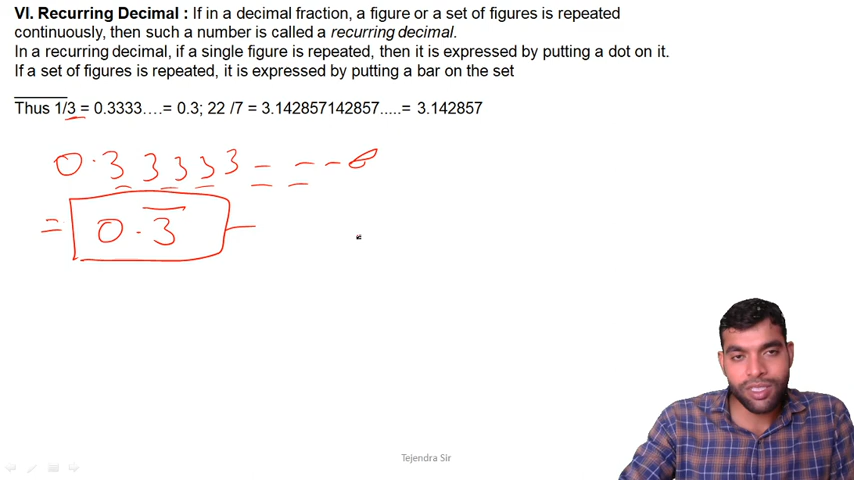 VI. Recurring Decimal : If in a decimal fraction, a figure or a set of figures is repeated
continuously, then such a number is called a recurring decimal.
In a recurring decimal, if a single figure is repeated, then it is expressed by putting a dot on it.
If a set of figures is repeated, it is expressed by putting a bar on the set
Thus 1/3 = 0.3333….= 0.3; 22 /7 = 3.142857142857.....= 3.142857
0.33333 - - - ∞
= 0.3̅
Tejendra Sir